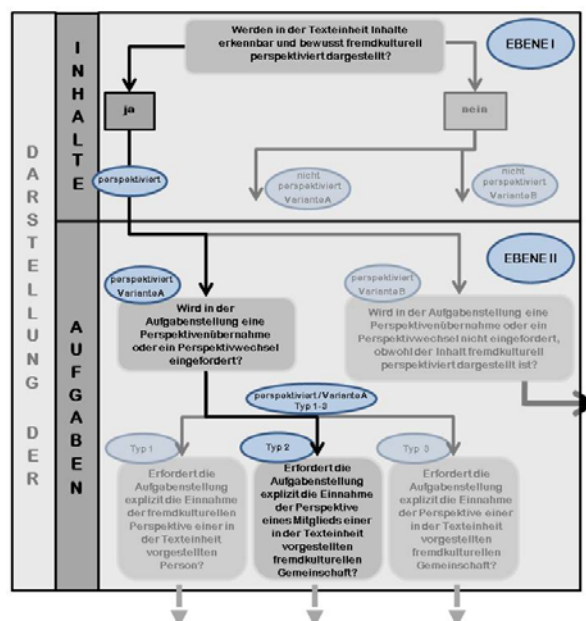 DARSTELLUNG DER
INHALTE
Werden in der Texteinheit Inhalte
erkennbar und bewusst fremdkulturell
perspektiviert dargestellt?
EBENE I
ja
nein
perspektiviert
nicht
perspektiviert
Variante A
nicht
perspektiviert
Variante B
AUFGABEN
EBENE II
perspektiviert
Variante A
Wird in der
Aufgabenstellung eine
Perspektivenübernahme
oder ein Perspektivwechsel
eingefordert?
perspektiviert
Variante B
Wird in der Aufgabenstellung eine
Perspektivenübernahme oder ein
Perspektivwechsel nicht eingefordert,
obwohl der Inhalt fremdkulturell
perspektiviert dargestellt ist?
perspektiviert/Variante A
Typ 1-3
Typ 1
Erfordert die
Aufgabenstellung
explizit die Einnahme
der fremdkulturellen
Perspektive einer in
der Texteinheit
vorgestellten
Person?
Typ 2
Erfordert die
Aufgabenstellung
explizit die Einnahme
der Perspektive
eines Mitglieds einer
in der Texteinheit
vorgestellten
fremdkulturellen
Gemeinschaft?
Typ 3
Erfordert die
Aufgabenstellung
explizit die Einnahme
der Perspektive einer
in der Texteinheit
vorgestellten
fremdkulturellen
Gemeinschaft?